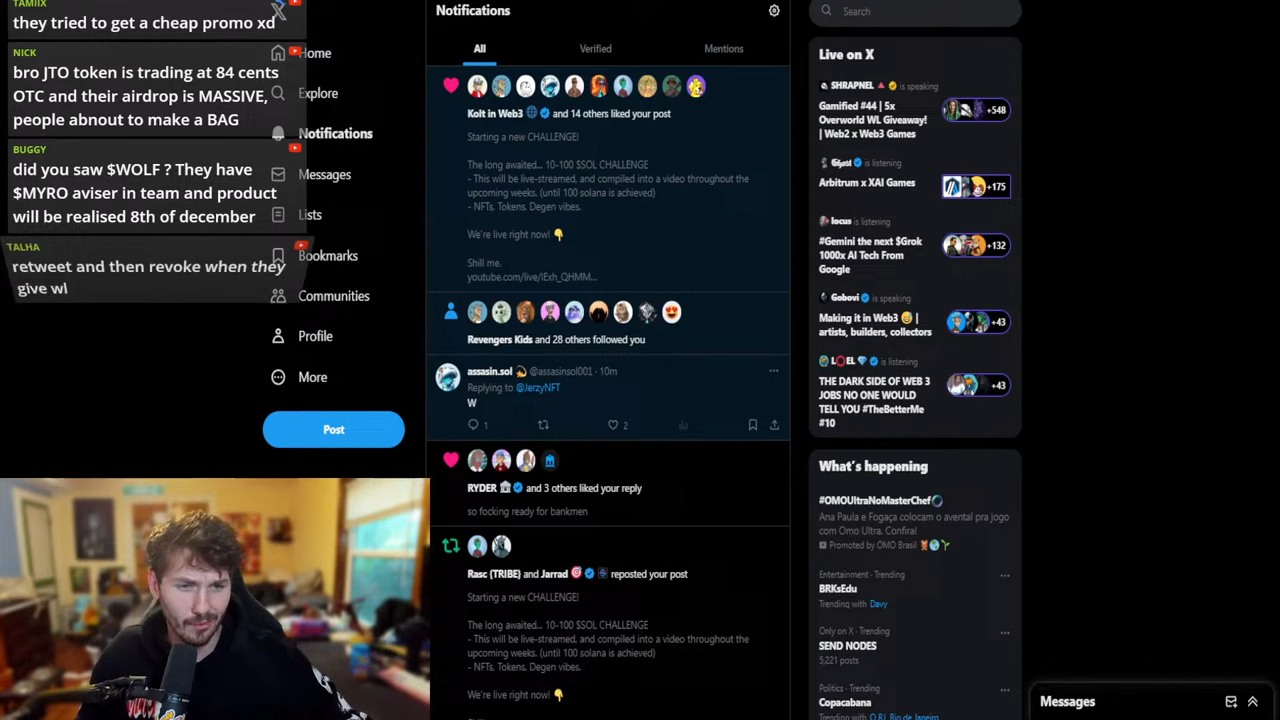 TAMIIX
they tried to get a cheap promo xd
NICK
bro JTO token is trading at 84 cents
OTC and their airdrop is MASSIVE,
people abnout to make a BAG
BUGGY
did you saw $WOLF ? They have
$MYRO aviser in team and product
will be realised 8th of december
TALHA
retweet and then revoke when they
give wl
Home
Explore
Notifications
Messages
Lists
Bookmarks
Communities
Profile
More
Post
Notifications
All
Verified
Mentions
Kolt in Web3 and 14 others liked your post
Starting a new CHALLENGE!
The long awaited... 10-100 $SOL CHALLENGE
- This will be live-streamed, and compiled into a video throughout the
upcoming weeks. (until 100 solana is achieved)
- NFTs, Tokens, Degen vibes.
We're live right now! 👇
Shill me.
youtube.com/live/IExh_QHMM...
Revengers Kids and 28 others followed you
assasin.sol @assasinsol001 · 10m
Replying to @JerzyNFT
W
1
2
RYDER and 3 others liked your reply
so focking ready for bankmen
Rasc (TRIBE) and Jarrad reposted your post
Starting a new CHALLENGE!
The long awaited... 10-100 $SOL CHALLENGE
- This will be live-streamed, and compiled into a video throughout the
upcoming weeks. (until 100 solana is achieved)
- NFTs, Tokens, Degen vibes.
We're live right now! 👇
Search
Live on X
SHRAPNEL is speaking
Gamified #44 | 5x
Overworld WL Giveaway!
| Web2 x Web3 Games
+548
is listening
Arbitrum x XAI Games
+175
locus is listening
#Gemini the next $Grok
1000x AI Tech From
Google
+132
Gobovi is speaking
Making it in Web3 😅 |
artists, builders, collectors
+43
L⭕EL is listening
THE DARK SIDE OF WEB 3
JOBS NO ONE WOULD
TELL YOU #TheBetterMe
#10
+43
What's happening
#OMOUltraNoMasterChef
Ana Paula e Fogaça colocam o avental pra jogo
com Omo Ultra. Confira!
Promoted by OMO Brasil
Entertainment · Trending
BRKsEdu
Trending with Davy
Only on X · Trending
SEND NODES
5,221 posts
Politics · Trending
Copacabana
Trending with O RJ, Rio de Janeiro
Messages